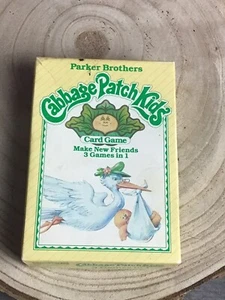 Parker Brothers
Cabbage Patch Kids
Card Game
Make New Friends
3 Games in 1